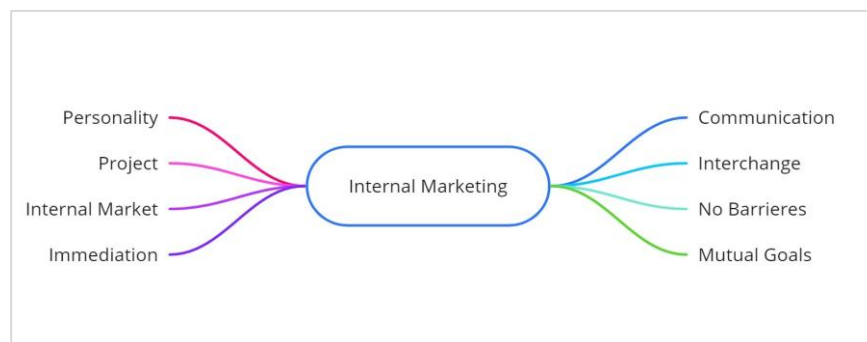 Personality
Project
Internal Market
Immediation
Internal Marketing
Communication
Interchange
No Barrieres
Mutual Goals